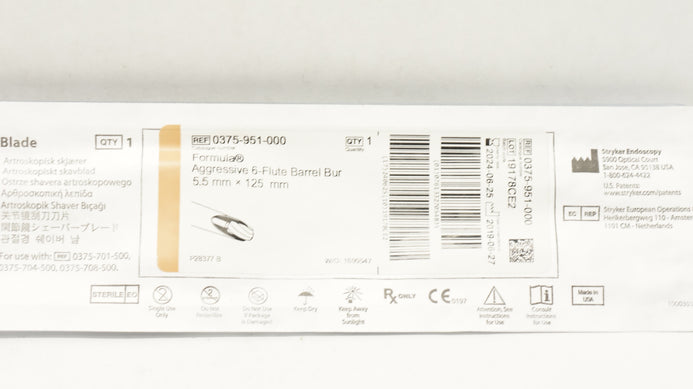 Blade
QTY 1
Artroskopisk skjærer
Artroskopiskt skavblad
Ostrze shavera artroskopowego
Αρθροσκοπική λεπίδα
Artroskopik Shaver Bıçağı
关节镜刮刀刀片
関節鏡シェーバーブレード
관절경 쉐이버 날
For use with: REF 0375-701-500,
0375-704-500, 0375-708-500.
REF 0375-951-000
Catalogue number
QTY 1
Quantity
Formula®
Aggressive 6-Flute Barrel Bur
5.5 mm × 125 mm
P28377 B
2024-06-25
2019-06-27
REF 0375-951-000
LOT 19178CE2
Stryker Endoscopy
5900 Optical Court
San Jose, CA 95138 USA
1-800-624-4422
U.S. Patents:
www.stryker.com/patents
EC REP
Stryker European Operations
Herikerbergweg 110 - Amster
1101 CM - Netherlands
STERILE EO
Single Use
Only
Do not
Resterilize
Do Not Use
if Package
is Damaged
Keep Dry
Keep Away
from
Sunlight
Rx ONLY
CE 0197
Attention, See
Instructions
for Use
Consult
Instructions
for Use
Made in
USA